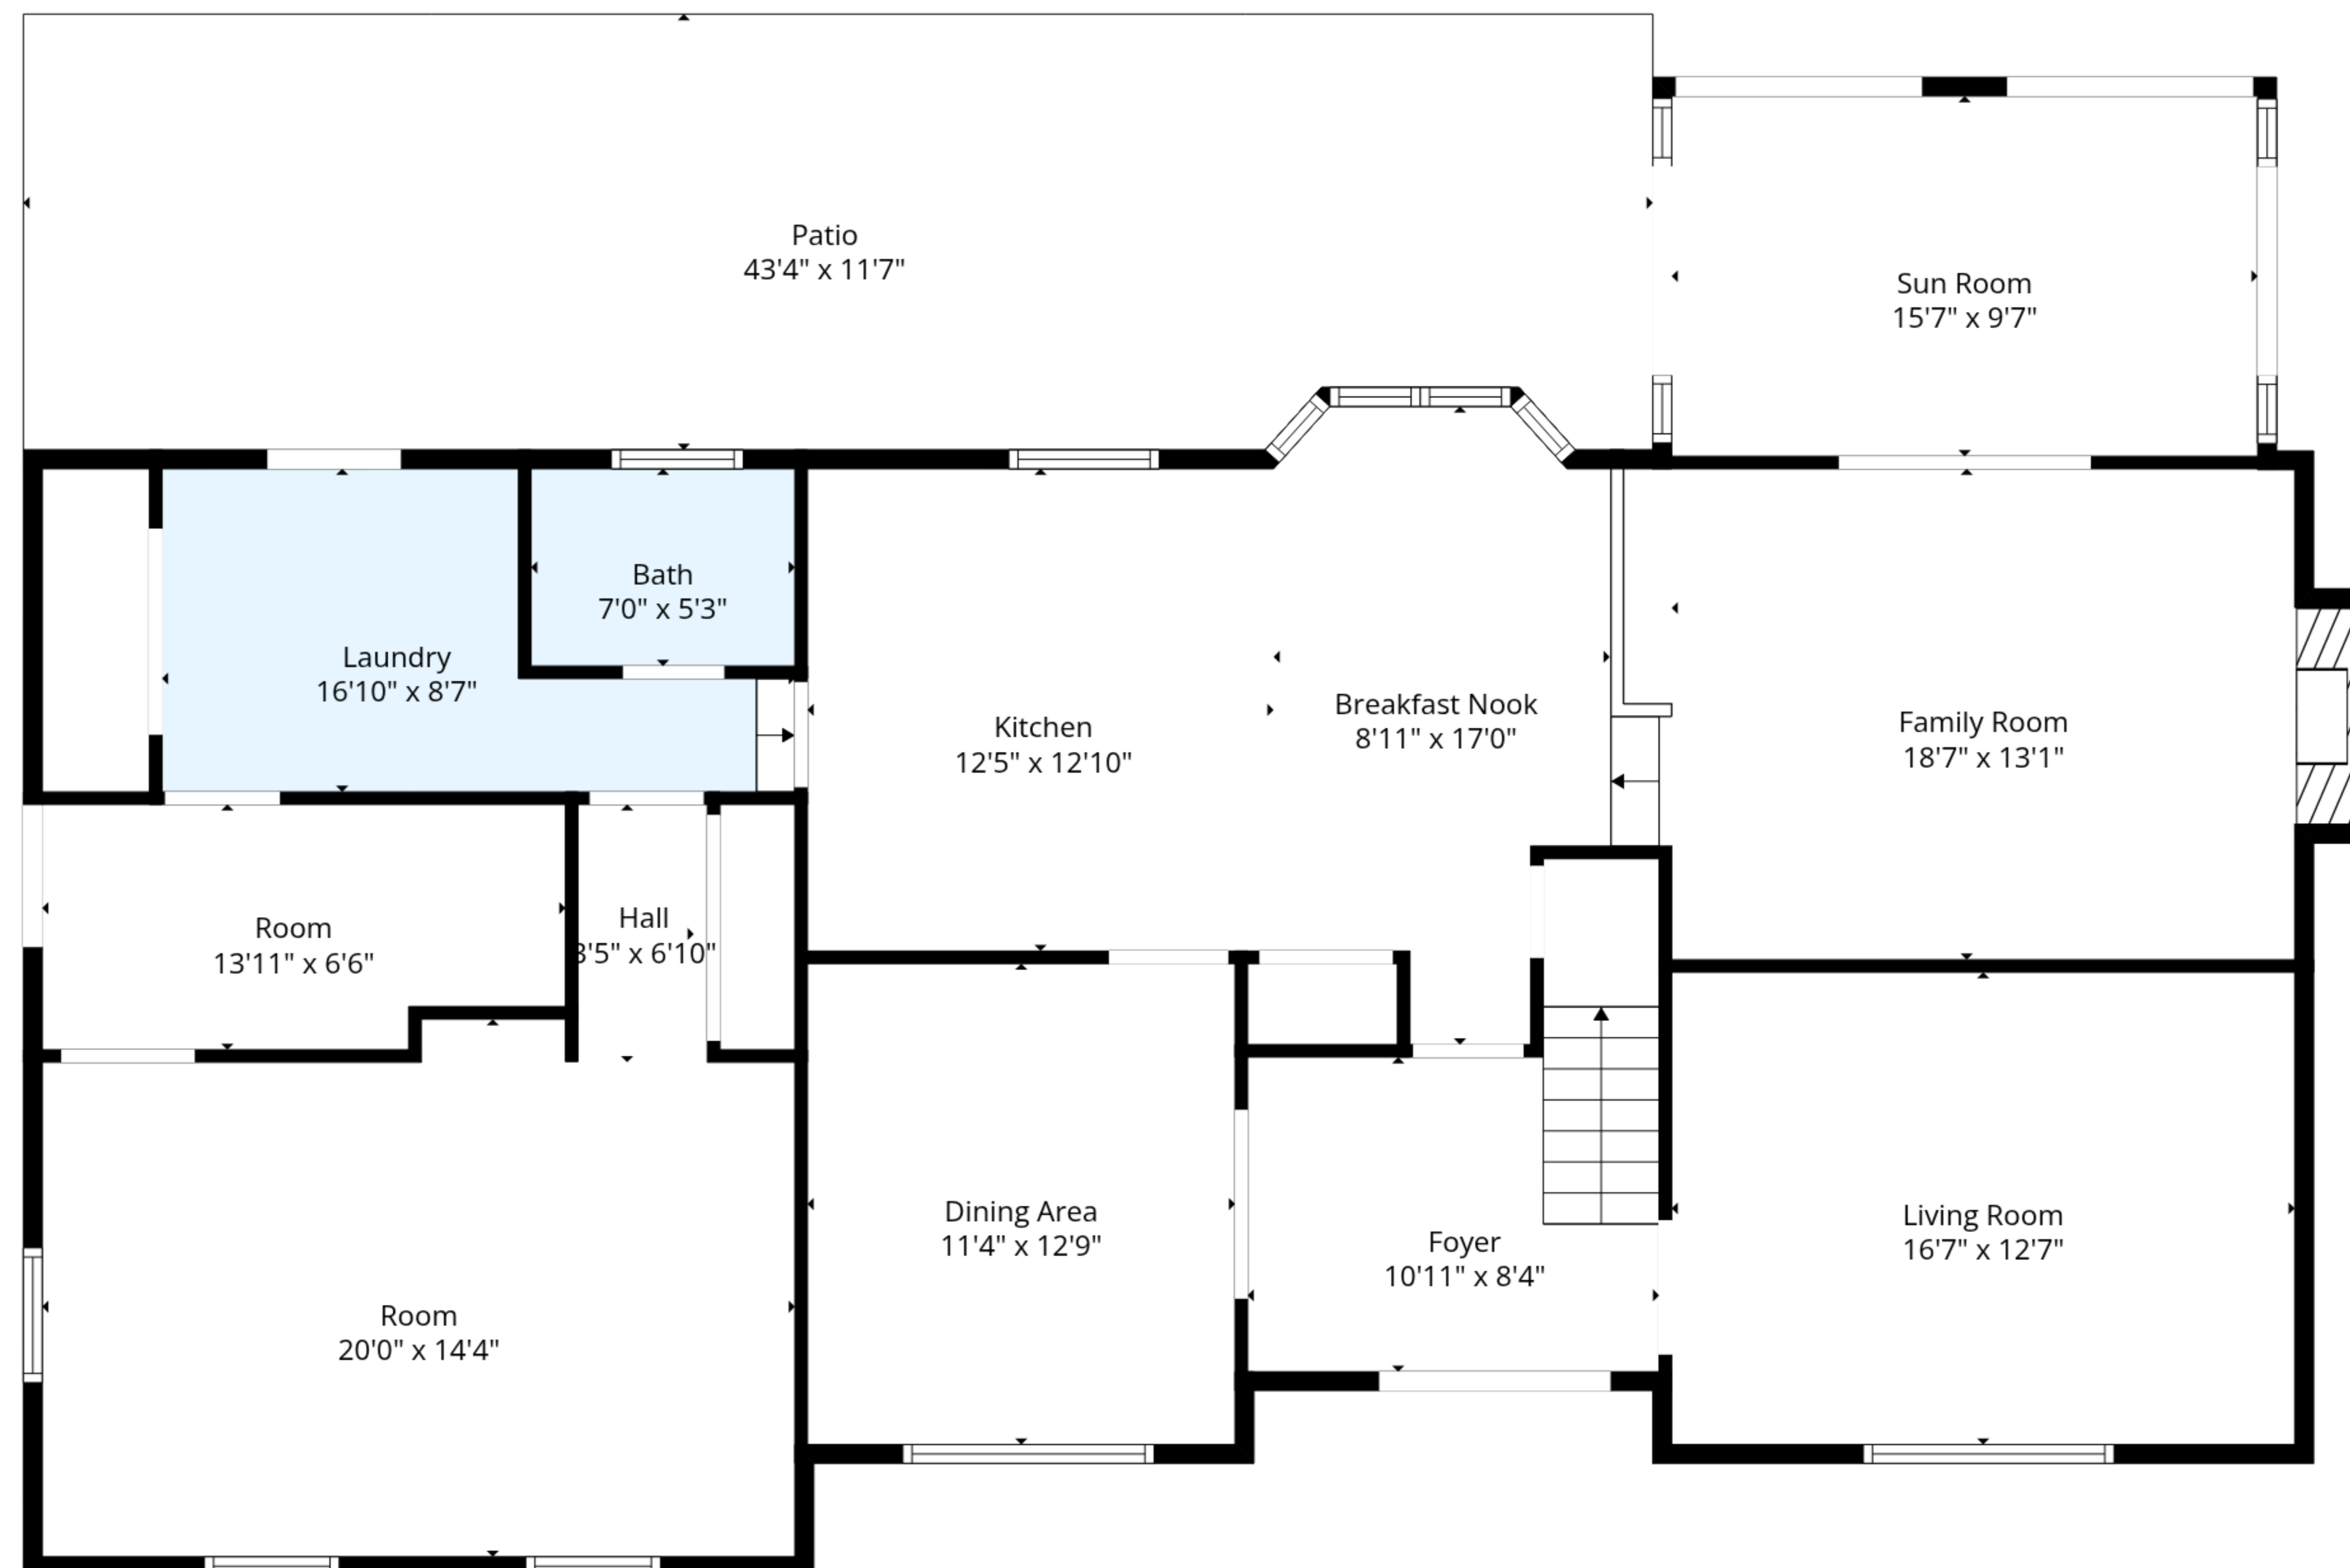 Patio
43'4" x 11'7"
Sun Room
15'7" x 9'7"
Bath
7'0" x 5'3"
Laundry
16'10" x 8'7"
Kitchen
12'5" x 12'10"
Breakfast Nook
8'11" x 17'0"
Family Room
18'7" x 13'1"
Room
13'11" x 6'6"
Hall
3'5" x 6'10"
Dining Area
11'4" x 12'9"
Foyer
10'11" x 8'4"
Living Room
16'7" x 12'7"
Room
20'0" x 14'4"